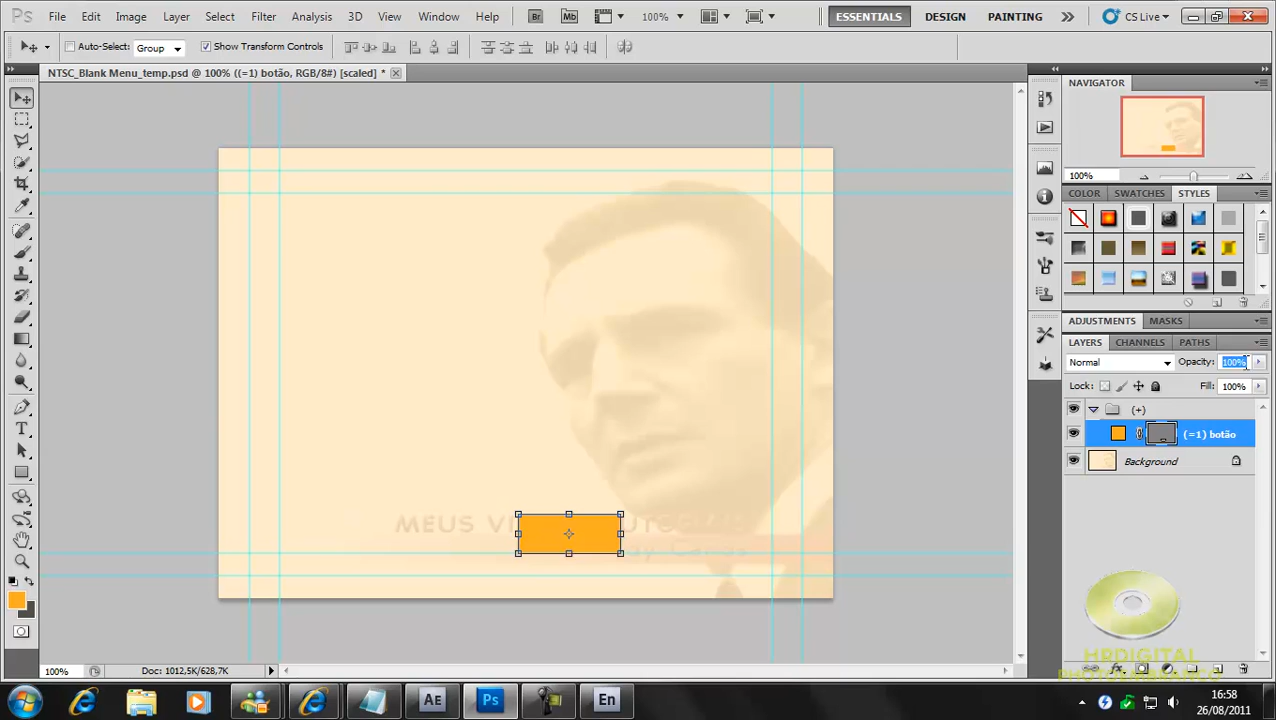 Ps File Edit Image Layer Select Filter Analysis 3D View Window Help Br Mb 100% ESSENTIALS DESIGN PAINTING CS Live
Auto-Select: Group Show Transform Controls
NTSC_Blank Menu_temp.psd @ 100% ((=1) botão, RGB/8#) [scaled] *
NAVIGATOR
100%
COLOR SWATCHES STYLES
ADJUSTMENTS MASKS
LAYERS CHANNELS PATHS
Normal Opacity: 100%
Lock: Fill: 100%
(+)
(=1) botão
Background
MEUS
100% Doc: 1012,5K/628,7K
HPDIGITAL
Ae Ps En
16:58
26/08/2011